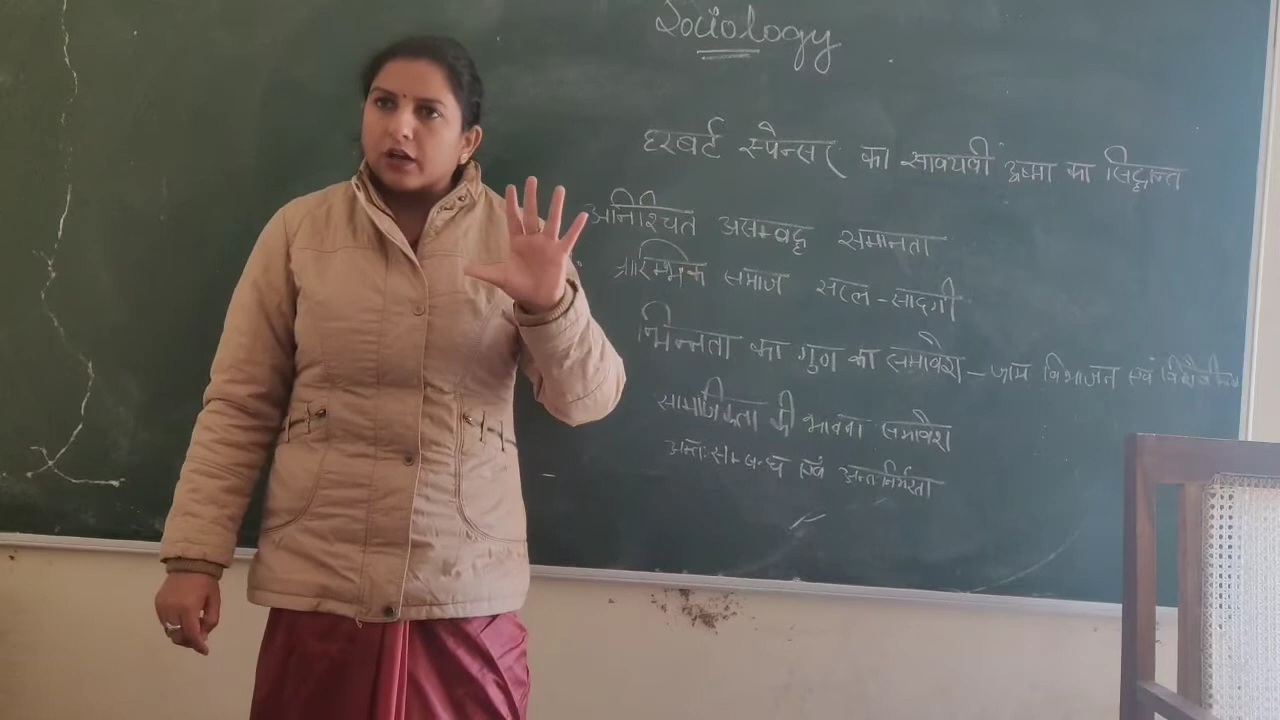 Sociology
हरबर्ट स्पैन्सर का सावयवी उपमा का सिद्धान्त
अनिश्चित असम्बद्ध समानता
प्रारम्भिक समाज सरल - सादगी
भिन्नता का गुण का समावेश - श्रम विभाजन एवं
सामाजिकता की भावना समावेश
अन्तःसम्बन्ध एवं अन्तःनिर्भरता